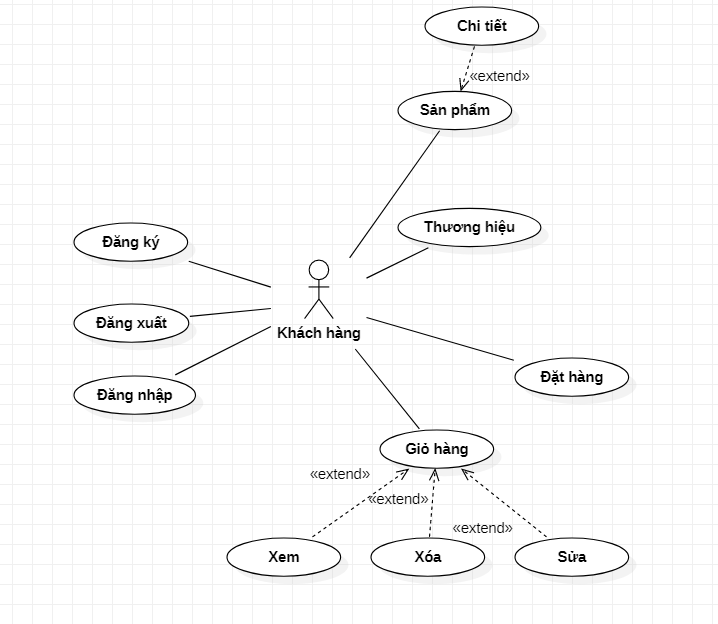 Chi tiết
«extend»
Sản phẩm
Thương hiệu
Đăng ký
Đăng xuất
Khách hàng
Đặt hàng
Đăng nhập
Giỏ hàng
«extend»
«extend»
«extend»
Xem
Xóa
Sửa